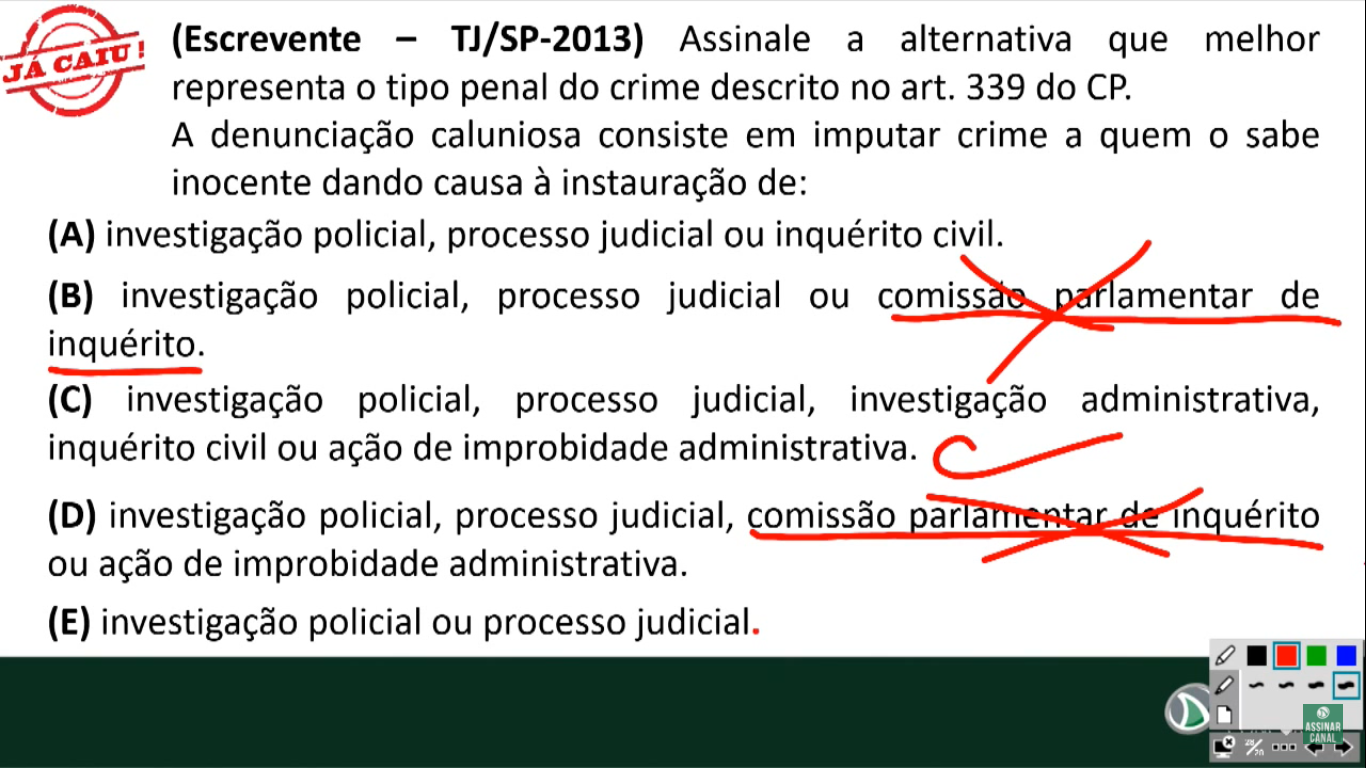 JÁ CAIU!
(Escrevente – TJ/SP-2013) Assinale a alternativa que melhor
representa o tipo penal do crime descrito no art. 339 do CP.
A denunciação caluniosa consiste em imputar crime a quem o sabe
inocente dando causa à instauração de:
(A) investigação policial, processo judicial ou inquérito civil.
(B) investigação policial, processo judicial ou comissão parlamentar de
inquérito.
(C) investigação policial, processo judicial, investigação administrativa,
inquérito civil ou ação de improbidade administrativa.
(D) investigação policial, processo judicial, comissão parlamentar de inquérito
ou ação de improbidade administrativa.
(E) investigação policial ou processo judicial.
ASSINAR
CANAL